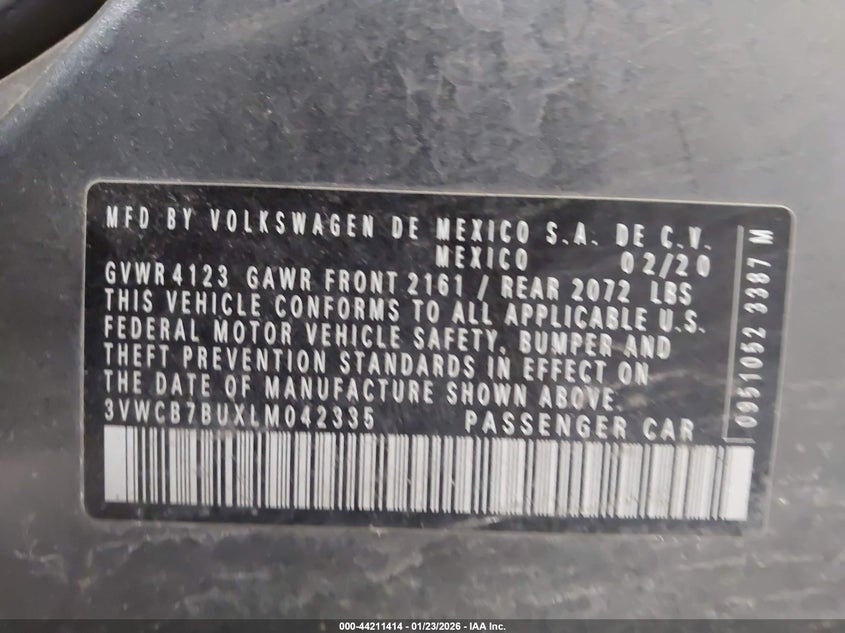 MFD BY VOLKSWAGEN DE MEXICO S.A. DE C.V.
MEXICO 02/20
GVWR 4123 GAWR FRONT 2161 / REAR 2072 LBS
THIS VEHICLE CONFORMS TO ALL APPLICABLE U.S.
FEDERAL MOTOR VEHICLE SAFETY, BUMPER AND
THEFT PREVENTION STANDARDS IN EFFECT ON
THE DATE OF MANUFACTURE SHOWN ABOVE.
3VWCB7BUXLM042335 PASSENGER CAR
0951052 3387 M
000-44211414 - 01/23/2026 - IAA Inc.